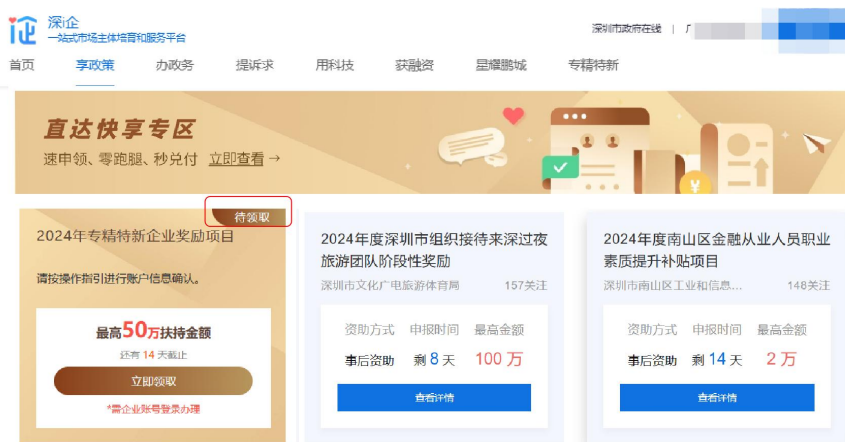 深i企
一站式市场主体培育和服务平台
深圳市政府在线 | 广
首页 享政策 办政务 提诉求 用科技 获融资 星耀鹏城 专精特新
直达快享专区
速申领、零跑腿、秒兑付 立即查看 →
待领取
2024年专精特新企业奖励项目
请按操作指引进行账户信息确认。
最高50万扶持金额
还有 14 天截止
立即领取
*需企业账号登录办理
2024年度深圳市组织接待来深过夜
旅游团队阶段性奖励
深圳市文化广电旅游体育局 157关注
资助方式 申报时间 最高金额
事后资助 剩 8 天 100 万
查看详情
2024年度南山区金融从业人员职业
素质提升补贴项目
深圳市南山区工业和信息... 148关注
资助方式 申报时间 最高金额
事后资助 剩 14 天 2 万
查看详情